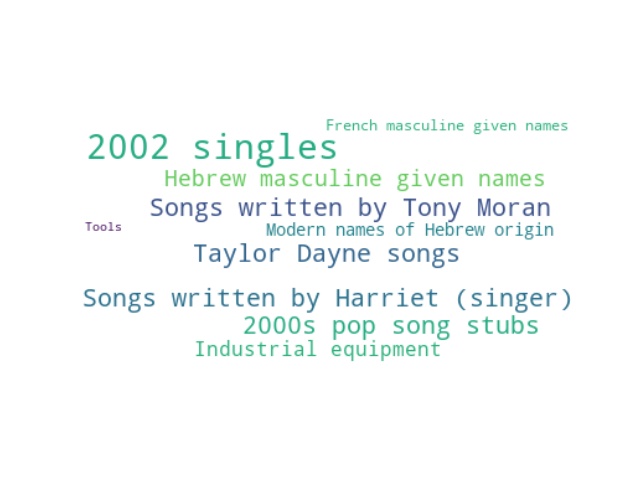 French masculine given names
2002 singles
Hebrew masculine given names
Songs written by Tony Moran
Tools
Modern names of Hebrew origin
Taylor Dayne songs
Songs written by Harriet (singer)
2000s pop song stubs
Industrial equipment